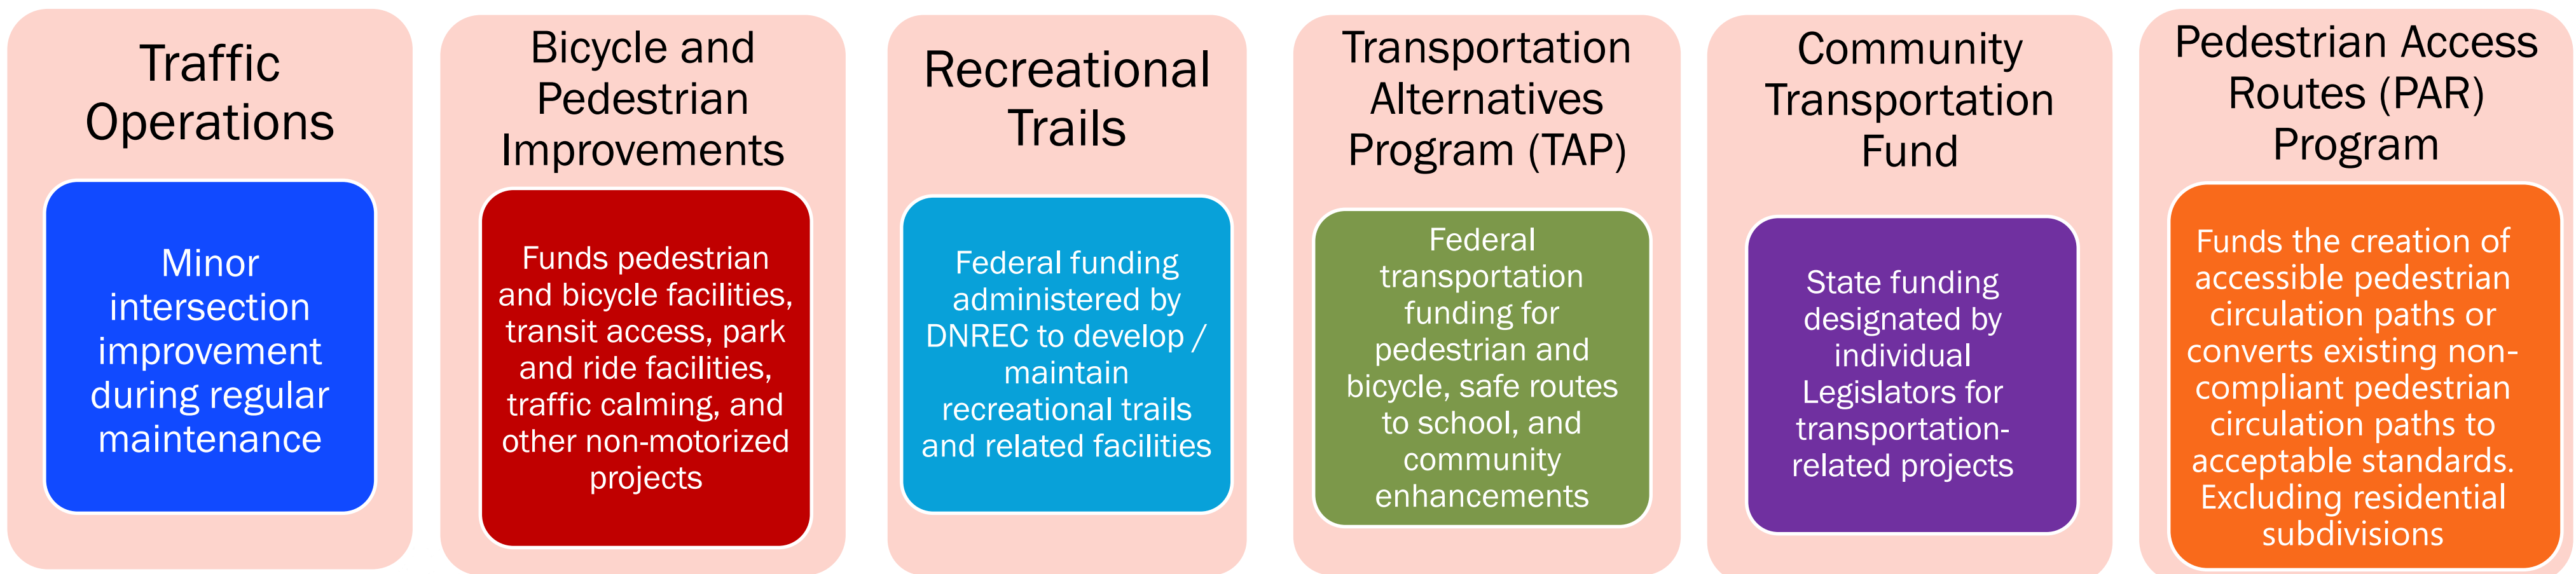 Traffic
Operations
Minor
intersection
improvement
during regular
maintenance
Bicycle and
Pedestrian
Improvements
Funds pedestrian
and bicycle facilities,
transit access, park
and ride facilities,
traffic calming, and
other non-motorized
projects
Recreational
Trails
Federal funding
administered by
DNREC to develop /
maintain
recreational trails
and related facilities
Transportation
Alternatives
Program (TAP)
Federal
transportation
funding for
pedestrian and
bicycle, safe routes
to school, and
community
enhancements
Community
Transportation
Fund
State funding
designated by
individual
Legislators for
transportation-
related projects
Pedestrian Access
Routes (PAR)
Program
Funds the creation of
accessible pedestrian
circulation paths or
converts existing non-
compliant pedestrian
circulation paths to
acceptable standards.
Excluding residential
subdivisions